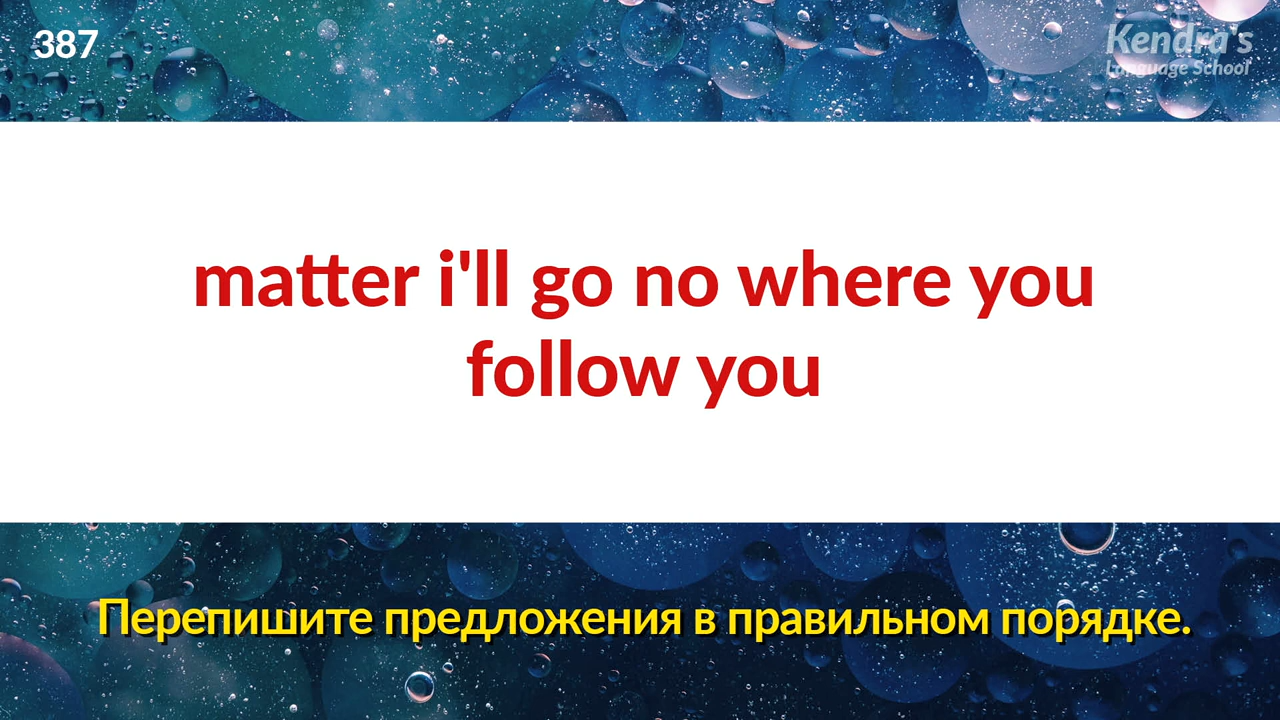 387
Kendra's
Language School
matter i'll go no where you
follow you
Перепишите предложения в правильном порядке.